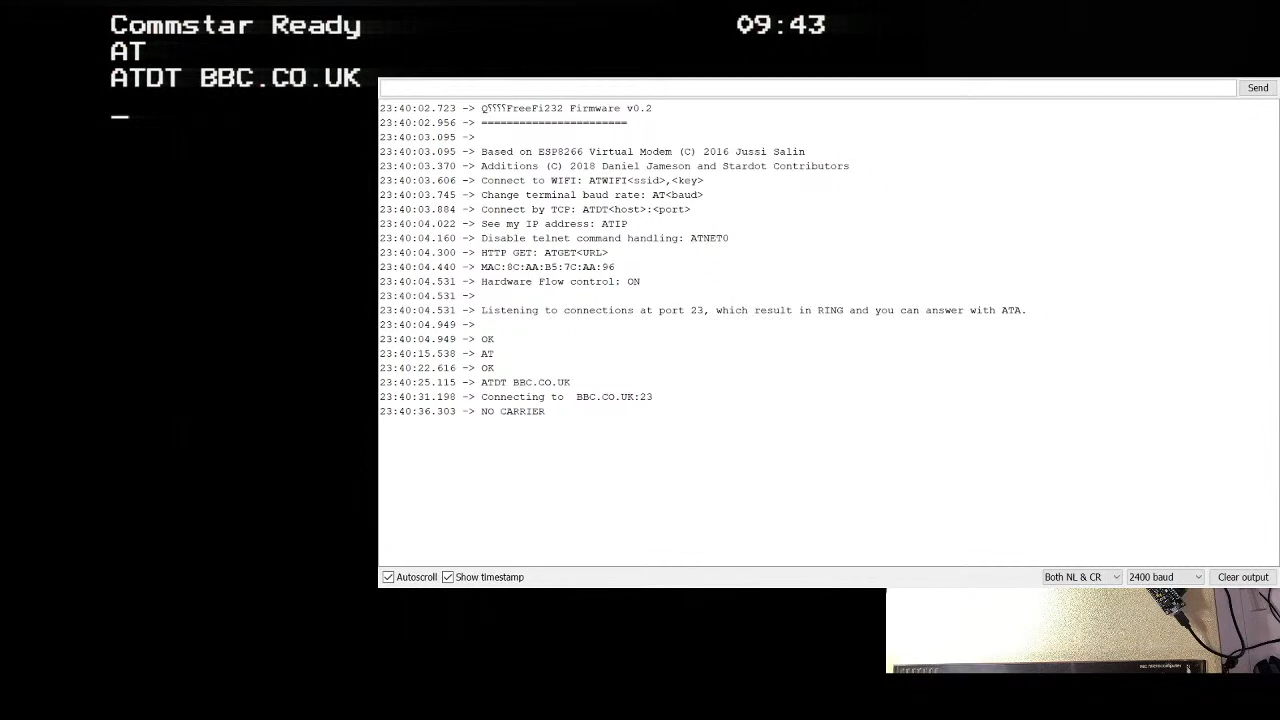 Commstar Ready
09:43
AT
ATDT BBC.CO.UK
Send
23:40:02.723 -> Q⸮⸮⸮⸮FreeFi232 Firmware v0.2
23:40:02.956 -> =======================
23:40:03.095 ->
23:40:03.095 -> Based on ESP8266 Virtual Modem (C) 2016 Jussi Salin
23:40:03.370 -> Additions (C) 2018 Daniel Jameson and Stardot Contributors
23:40:03.606 -> Connect to WIFI: ATWIFI<ssid>,<key>
23:40:03.745 -> Change terminal baud rate: AT<baud>
23:40:03.884 -> Connect by TCP: ATDT<host>:<port>
23:40:04.022 -> See my IP address: ATIP
23:40:04.160 -> Disable telnet command handling: ATNET0
23:40:04.300 -> HTTP GET: ATGET<URL>
23:40:04.440 -> MAC:8C:AA:B5:7C:AA:96
23:40:04.531 -> Hardware Flow control: ON
23:40:04.531 ->
23:40:04.531 -> Listening to connections at port 23, which result in RING and you can answer with ATA.
23:40:04.949 ->
23:40:04.949 -> OK
23:40:15.538 -> AT
23:40:22.616 -> OK
23:40:25.115 -> ATDT BBC.CO.UK
23:40:31.198 -> Connecting to  BBC.CO.UK:23
23:40:36.303 -> NO CARRIER
Autoscroll Show timestamp
Both NL & CR
2400 baud
Clear output
BBC microcomputer